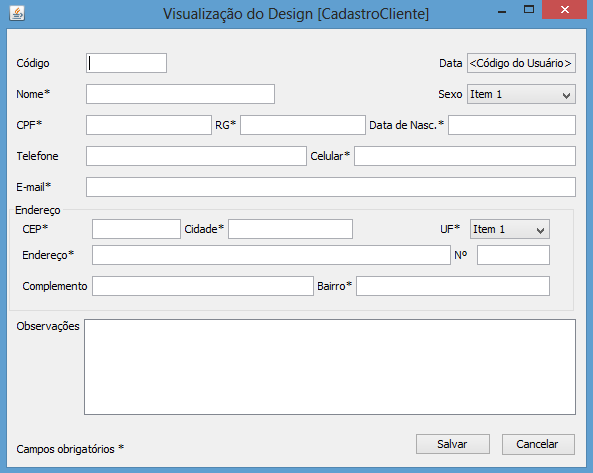 Visualização do Design [CadastroCliente]
Código Data <Código do Usuário>
Nome* Sexo Item 1
CPF* RG* Data de Nasc.*
Telefone Celular*
E-mail*
Endereço
CEP* Cidade* UF* Item 1
Endereço* Nº
Complemento Bairro*
Observações
Campos obrigatórios * Salvar Cancelar